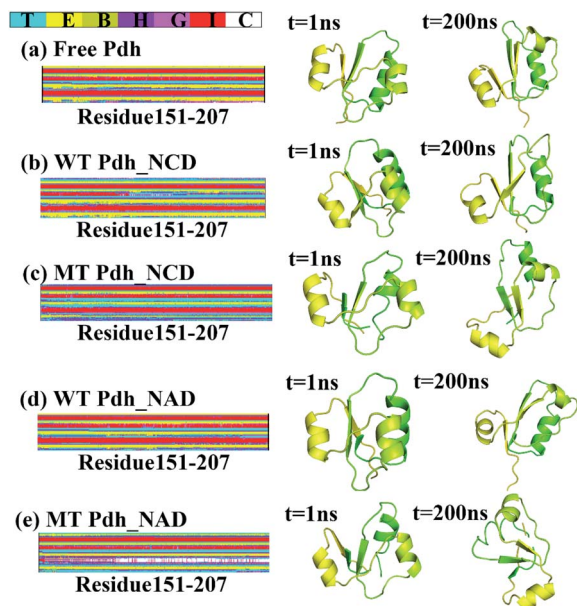 T E B H G I C
t=1ns t=200ns
(a) Free Pdh
Residue151-207
(b) WT Pdh_NCD
t=1ns t=200ns
Residue151-207
(c) MT Pdh_NCD
t=1ns t=200ns
Residue151-207
(d) WT Pdh_NAD
t=1ns t=200ns
Residue151-207
(e) MT Pdh_NAD
t=1ns t=200ns
Residue151-207